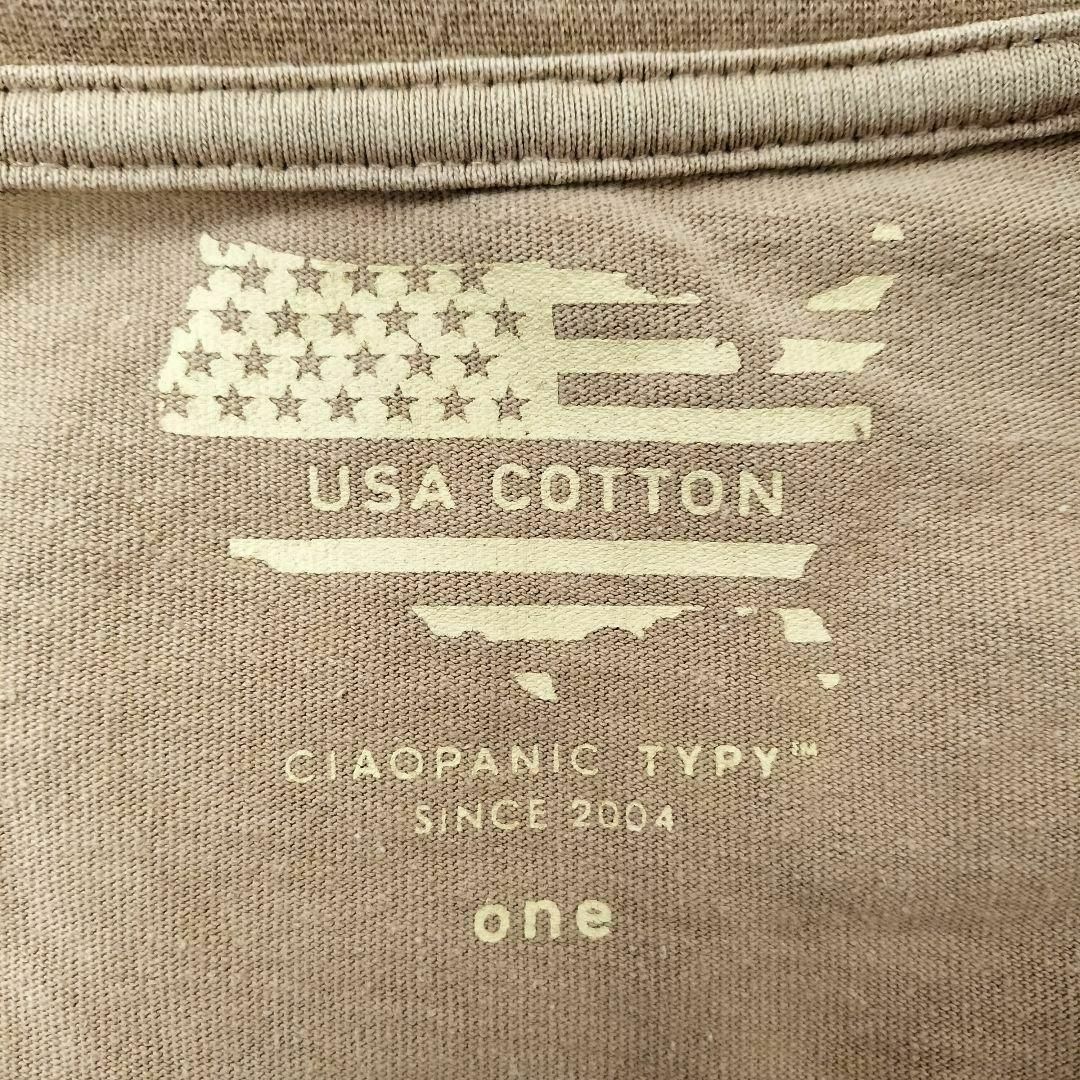 USA COTTON
CIAOPANIC TYPY™
SINCE 2004
one